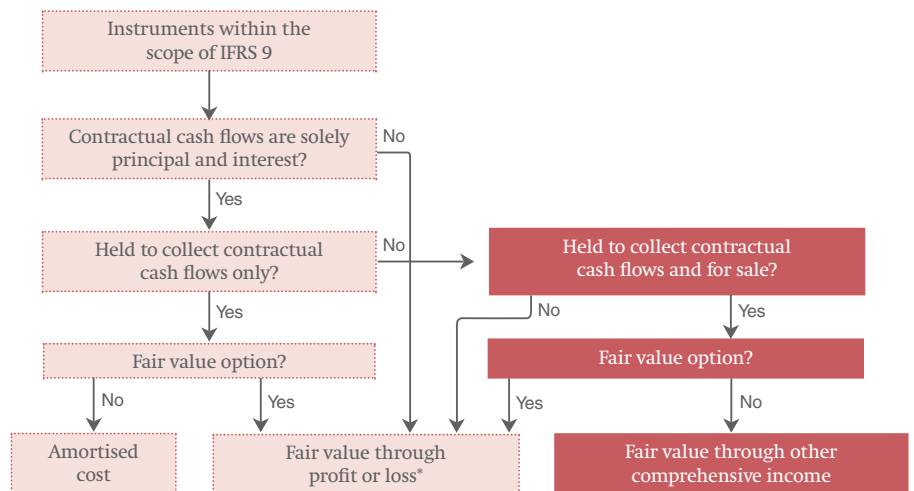 Instruments within the
scope of IFRS 9
Contractual cash flows are solely
principal and interest?
No
Yes
Held to collect contractual
cash flows only?
No
Held to collect contractual
cash flows and for sale?
Yes
No
Yes
Fair value option?
Fair value option?
No
Yes
Yes
No
Amortised
cost
Fair value through
profit or loss*
Fair value through other
comprehensive income